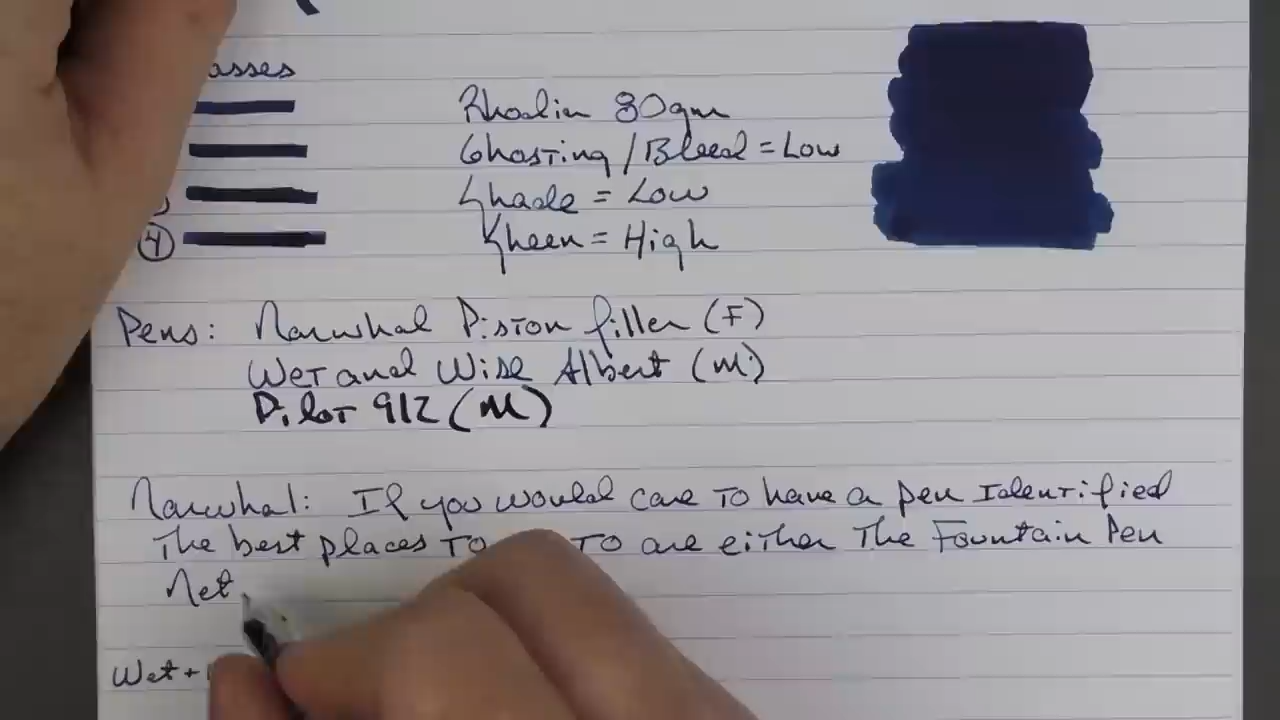 asses
Rhodia 80gm
Ghosting / Bleed = Low
Shade = Low
④ Sheen = High
Pens: Narwhal Piston filler (F)
Wet and Wise Albert (M)
Pilot 912 (M)
Narwhal: If you would care to have a pen Identified
The best places to to are either The Fountain Pen
Net
Wet +